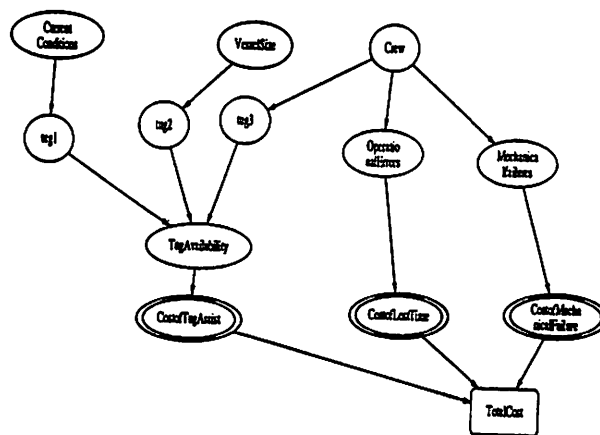 Current
Conditions
VesselSize
Crew
tug1
tug2
tug3
Operatio
nalErrors
Mechanica
lFailures
TugAvailability
CostofTugAssist
CostofLostTime
CostofMecha
nicalFailure
TotalCost